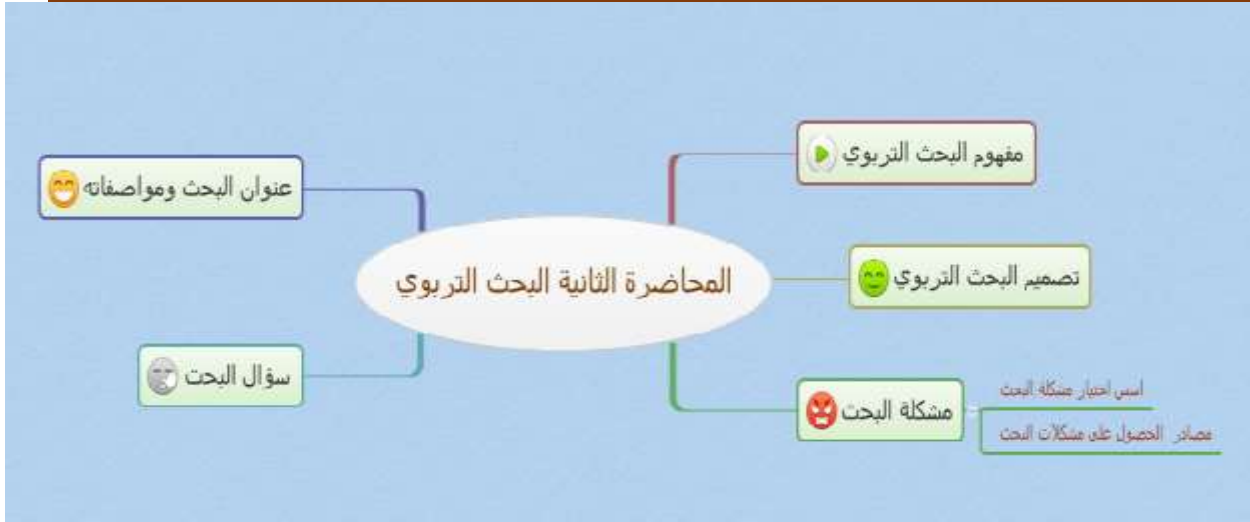 المحاضرة الثانية البحث التربوي
مفهوم البحث التربوي
تصميم البحث التربوي
مشكلة البحث
اسس اختيار مشكلة البحث
مصادر الحصول على مشكلات البحث
عنوان البحث ومواصفاته
سؤال البحث